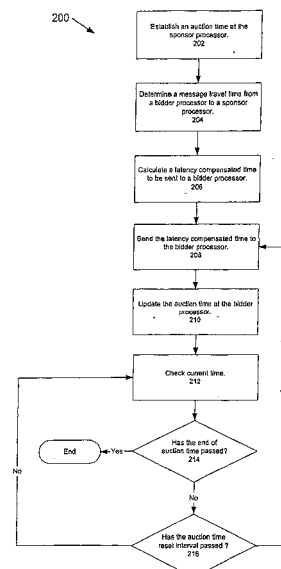 200
Establish an auction time at the
sponsor processor.
202
Determine a message travel time from
a bidder processor to a sponsor
processor.
204
Calculate a latency compensated time
to be sent to a bidder processor.
206
Send the latency compensated time to
the bidder processor.
208
Update the auction time at the bidder
processor.
210
Check current time.
212
Has the end of
auction time passed?
214
Yes
End
No
No
Has the auction time
reset interval passed ?
216